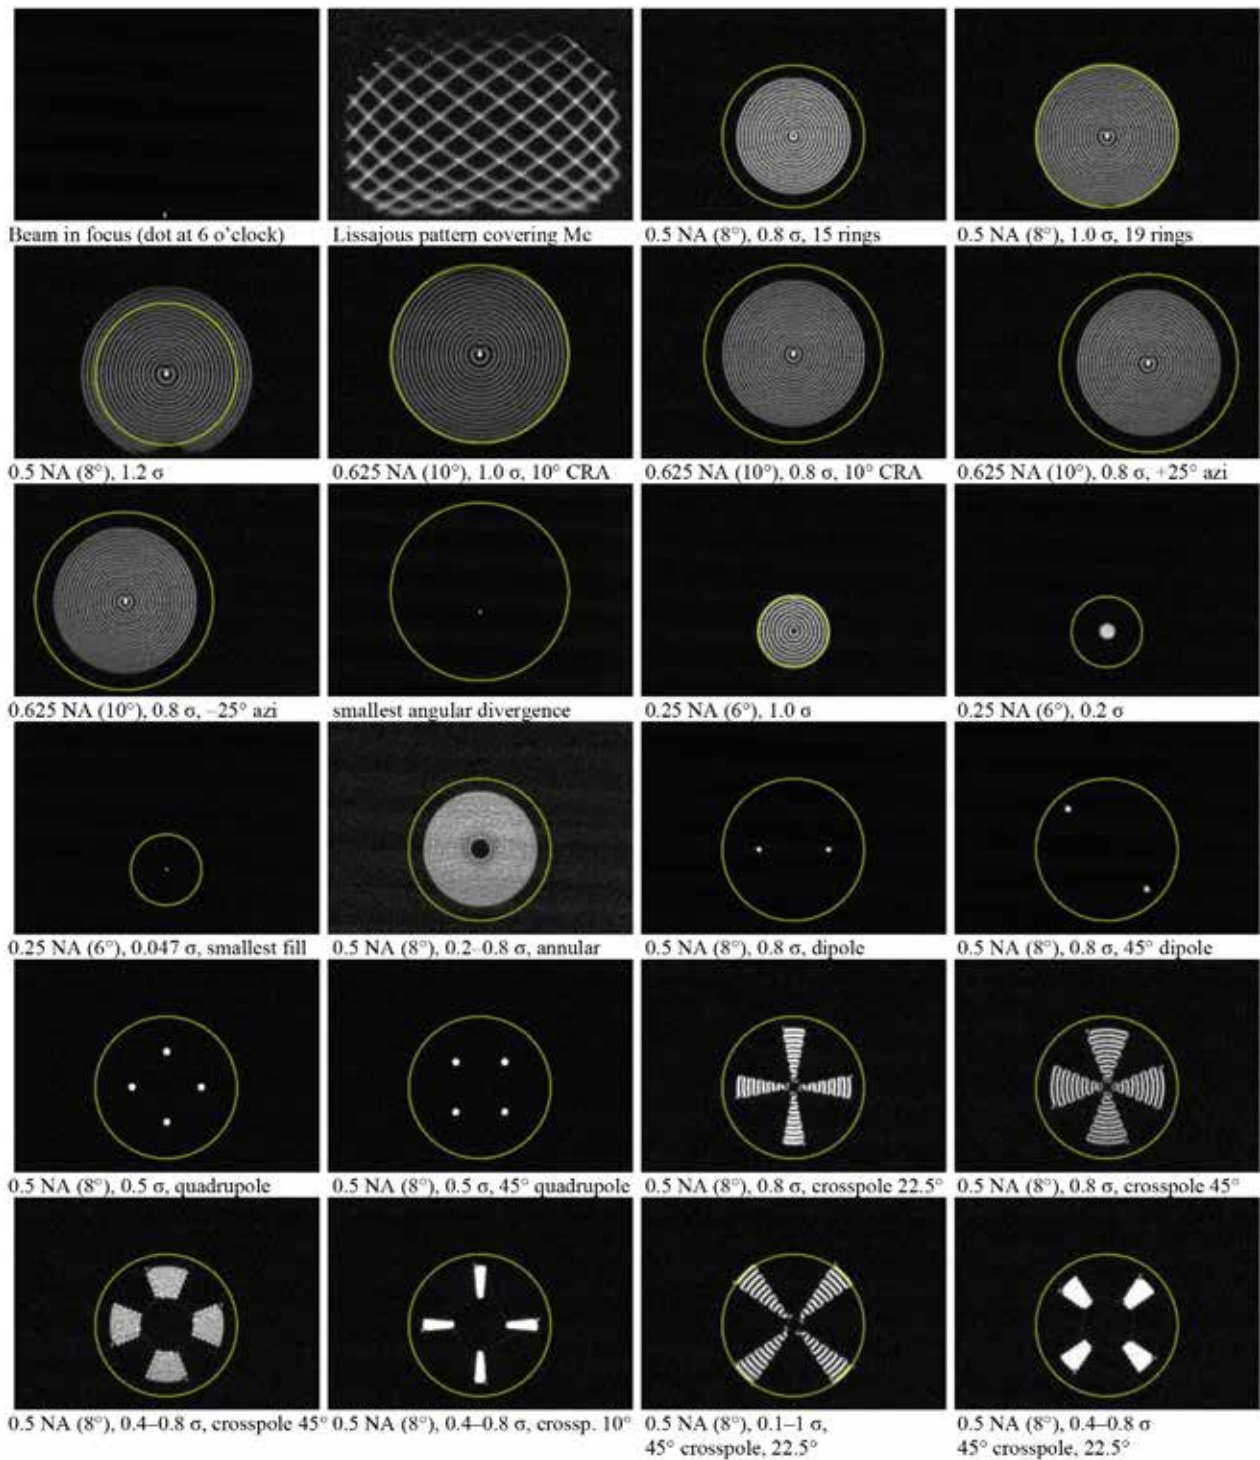 Beam in focus (dot at 6 o’clock)
Lissajous pattern covering Mc
0.5 NA (8°), 0.8 σ, 15 rings
0.5 NA (8°), 1.0 σ, 19 rings
0.5 NA (8°), 1.2 σ
0.625 NA (10°), 1.0 σ, 10° CRA
0.625 NA (10°), 0.8 σ, 10° CRA
0.625 NA (10°), 0.8 σ, +25° azi
0.625 NA (10°), 0.8 σ, –25° azi
smallest angular divergence
0.25 NA (6°), 1.0 σ
0.25 NA (6°), 0.2 σ
0.25 NA (6°), 0.047 σ, smallest fill
0.5 NA (8°), 0.2–0.8 σ, annular
0.5 NA (8°), 0.8 σ, dipole
0.5 NA (8°), 0.8 σ, 45° dipole
0.5 NA (8°), 0.5 σ, quadrupole
0.5 NA (8°), 0.5 σ, 45° quadrupole
0.5 NA (8°), 0.8 σ, crosspole 22.5°
0.5 NA (8°), 0.8 σ, crosspole 45°
0.5 NA (8°), 0.4–0.8 σ, crosspole 45°
0.5 NA (8°), 0.4–0.8 σ, crossp. 10°
0.5 NA (8°), 0.1–1 σ,
45° crosspole, 22.5°
0.5 NA (8°), 0.4–0.8 σ
45° crosspole, 22.5°